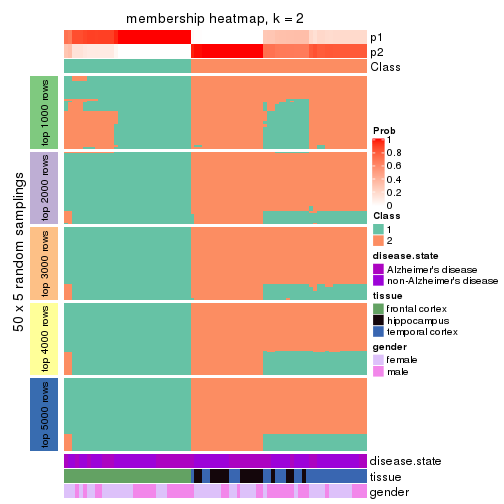 membership heatmap, k = 2
p1
p2
Class
50 x 5 random samplings
top 1000 rows
top 2000 rows
top 3000 rows
top 4000 rows
top 5000 rows
Prob
1
0.8
0.6
0.4
0.2
0
Class
1
2
disease.state
Alzheimer's disease
non-Alzheimer's disease
tissue
frontal cortex
hippocampus
temporal cortex
gender
female
male
disease.state
tissue
gender